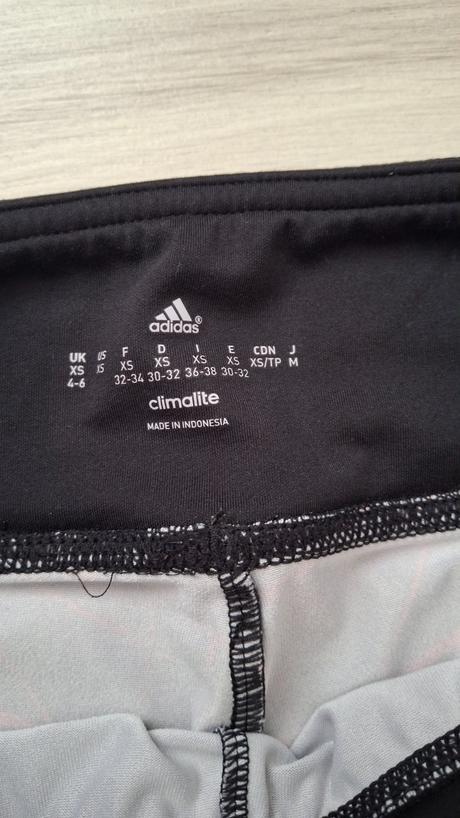 adidas®
UK US F D I E CDN J
XS XS XS XS XS XS XS/TP M
4-6 32-34 30-32 36-38 30-32
climalite
MADE IN INDONESIA